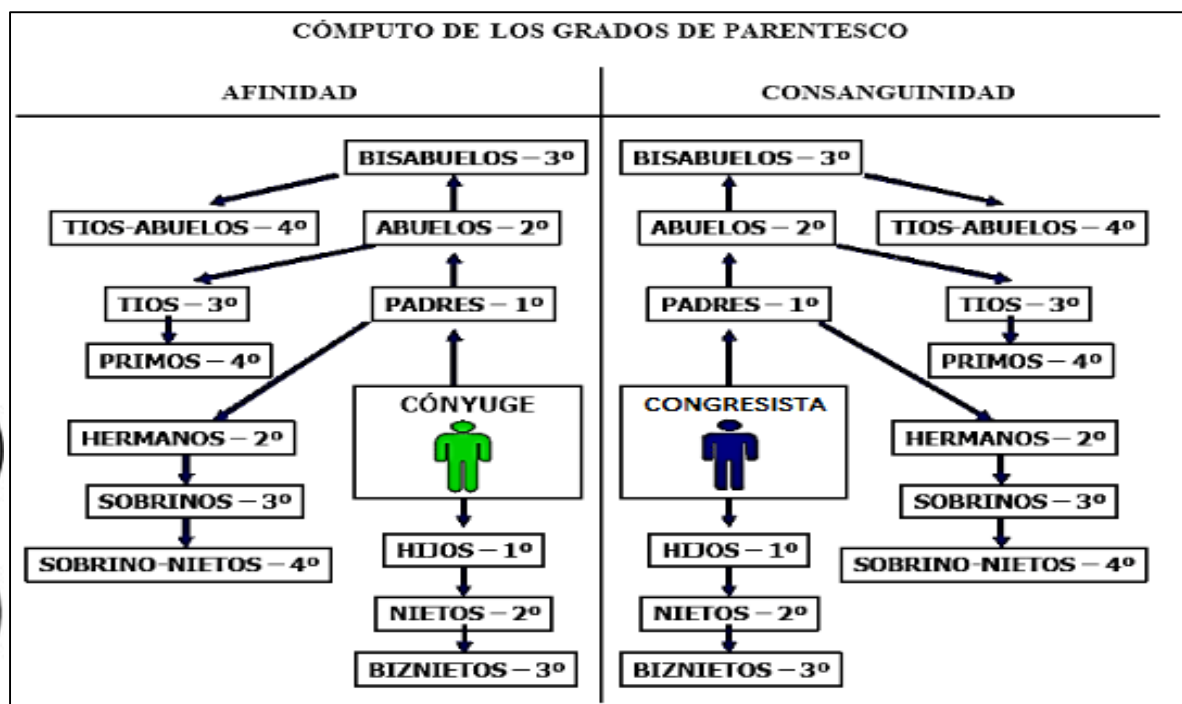 CÓMPUTO DE LOS GRADOS DE PARENTESCO
AFINIDAD
BISABUELOS – 3º
TIOS-ABUELOS – 4º
ABUELOS – 2º
TIOS – 3º
PADRES – 1º
PRIMOS – 4º
CÓNYUGE
HERMANOS – 2º
SOBRINOS – 3º
HIJOS – 1º
SOBRINO-NIETOS – 4º
NIETOS – 2º
BIZNIETOS – 3º
CONSANGUINIDAD
BISABUELOS – 3º
ABUELOS – 2º
TIOS-ABUELOS – 4º
PADRES – 1º
TIOS – 3º
PRIMOS – 4º
CONGRESISTA
HERMANOS – 2º
SOBRINOS – 3º
HIJOS – 1º
SOBRINO-NIETOS – 4º
NIETOS – 2º
BIZNIETOS – 3º